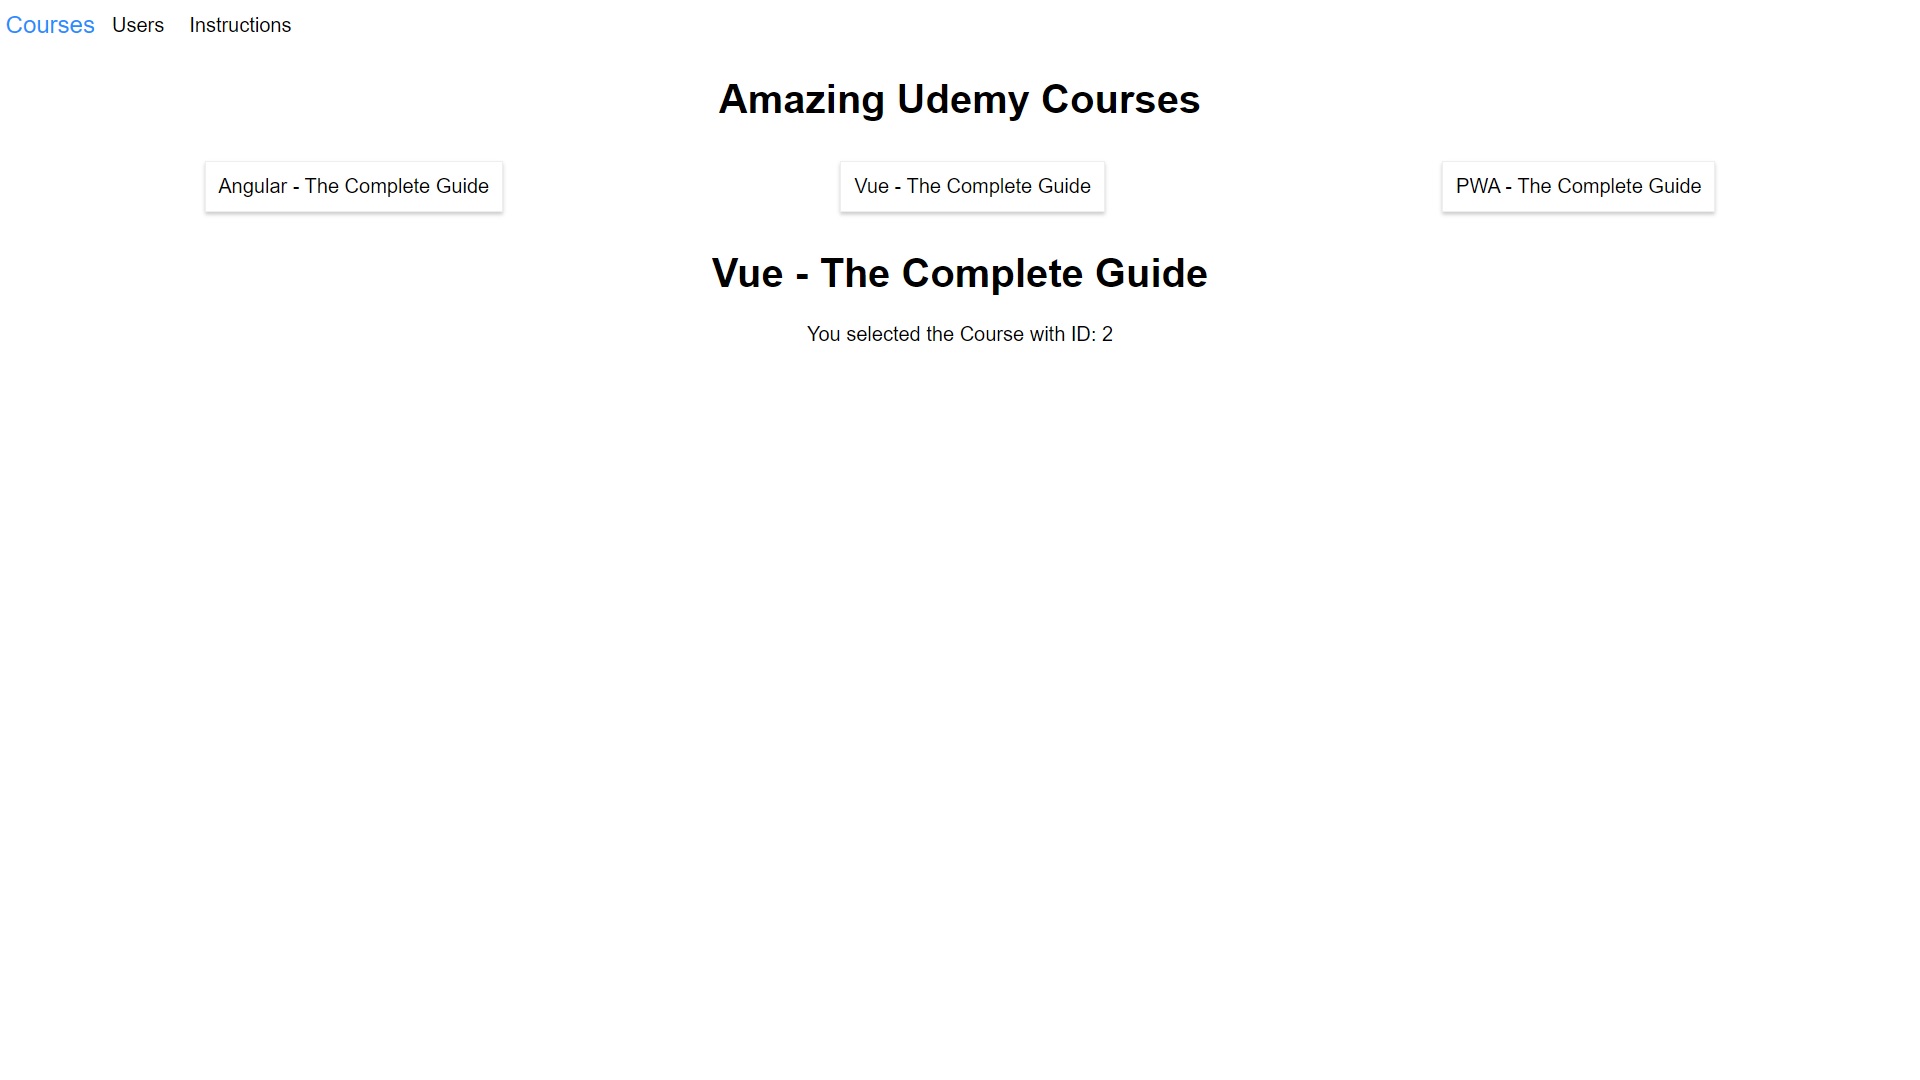 Courses Users Instructions
Amazing Udemy Courses
Angular - The Complete Guide Vue - The Complete Guide PWA - The Complete Guide
Vue - The Complete Guide
You selected the Course with ID: 2